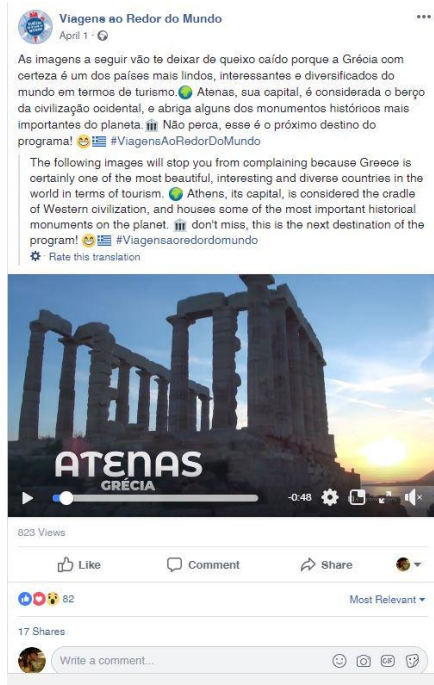 Viagens ao Redor do Mundo
April 1 ·
As imagens a seguir vão te deixar de queixo caído porque a Grécia com
certeza é um dos países mais lindos, interessantes e diversificados do
mundo em termos de turismo. Atenas, sua capital, é considerada o berço
da civilização ocidental, e abriga alguns dos monumentos históricos mais
importantes do planeta. Não perca, esse é o próximo destino do
programa! #ViagensAoRedorDoMundo
The following images will stop you from complaining because Greece is
certainly one of the most beautiful, interesting and diverse countries in the
world in terms of tourism. Athens, its capital, is considered the cradle
of Western civilization, and houses some of the most important historical
monuments on the planet. don't miss, this is the next destination of the
program! #Viagensaoredordomundo
· Rate this translation
ATENAS
GRÉCIA
-0:48
823 Views
Like Comment Share
82 Most Relevant
17 Shares
Write a comment...
GIF